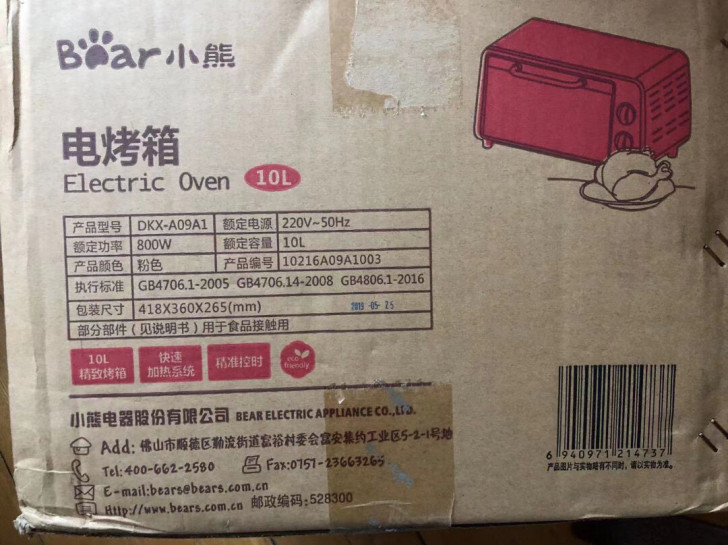 Bear小熊
电烤箱
Electric Oven 10L
产品型号 DKX-A09A1 额定电源 220V~50Hz
额定功率 800W 额定容量 10L
产品颜色 粉色 产品编号 10216A09A1003
执行标准 GB4706.1-2005 GB4706.14-2008 GB4806.1-2016
包装尺寸 418X360X265(mm) 2019-05-25
部分部件(见说明书)用于食品接触用
10L 精致烤箱
快速 加热系统
精准控时
eco friendly
小熊电器股份有限公司 BEAR ELECTRIC APPLIANCE CO.,LTD.
Add: 佛山市顺德区勒流街道富裕村委会富安集约工业区5-2-1号地
Tel:400-662-2580 Fax:0757-23663265
E-mail:bears@bears.com.cn
Http://www.bears.com.cn 邮政编码:528300
6 940971 214737
产品图片与实物略有不同时,请以实物为准。